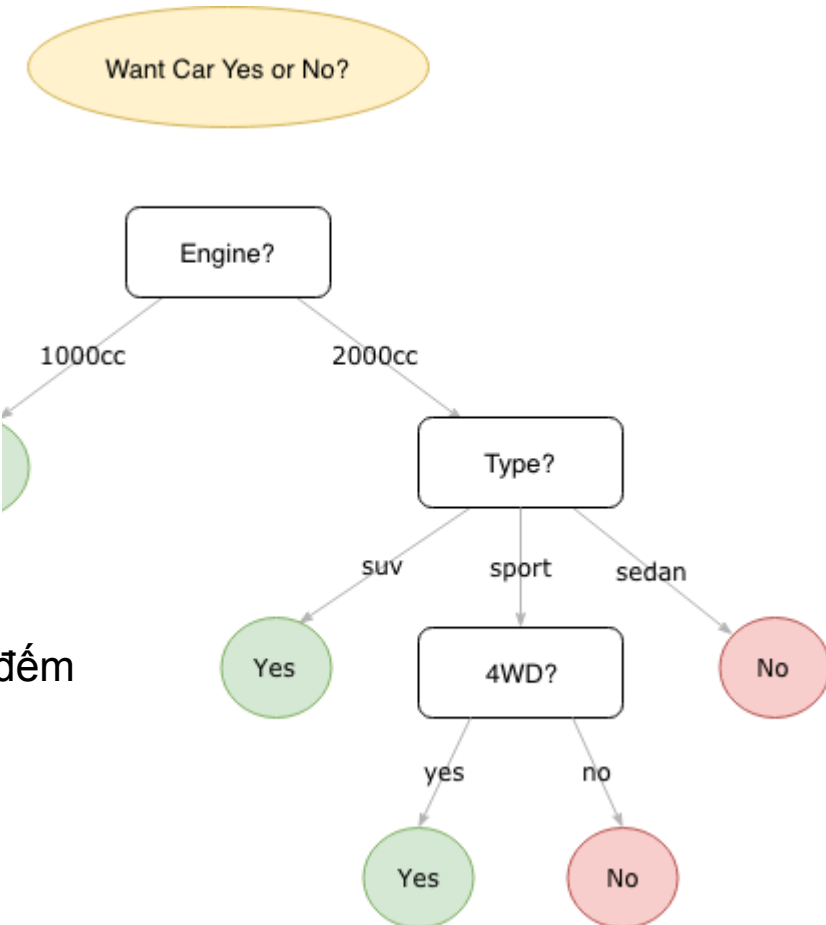 Want Car Yes or No?
Engine?
1000cc 2000cc
Type?
suv sport sedan
Yes 4WD? No
đếm
yes no
Yes No